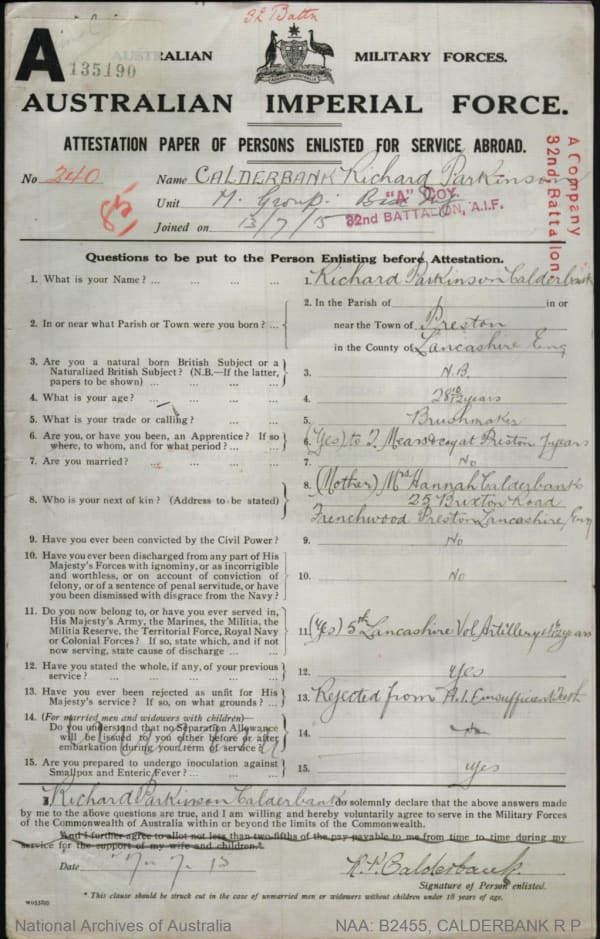 32 Battn
A
135190
AUSTRALIAN MILITARY FORCES.
AUSTRALIAN IMPERIAL FORCE.
ATTESTATION PAPER OF PERSONS ENLISTED FOR SERVICE ABROAD.
A Company
32nd Battalion
No 240 Name CALDERBANK Richard Parkinson
85
Unit M. Group.
"A" COY.
32nd BATTALION, A.I.F.
Joined on 13/7/15
Questions to be put to the Person Enlisting before Attestation.
1. What is your Name? ... ... ... ... 1. Richard Parkinson Calderbank
2. In or near what Parish or Town were you born? ...
2. In the Parish of in or
near the Town of Preston
in the County of Lancashire Eng
3. Are you a natural born British Subject or a
Naturalized British Subject? (N.B.—If the latter,
papers to be shown) ... ... ... ...
3. N.B.
4. What is your age? ... ... ... ... 4. 28 10/12 years
5. What is your trade or calling? ... ... ... 5. Brushmaker
6. Are you, or have you been, an Apprentice? If so
where, to whom, and for what period? ... ...
6. (Yes) to J. Mears & coy at Preston 7 years
7. Are you married? ... ... ... ... 7. No
8. Who is your next of kin? (Address to be stated)
8. (Mother) Mrs Hannah Calderbank
25 Brixton Road
Frenchwood Preston Lancashire Eng
9. Have you ever been convicted by the Civil Power? 9. No
10. Have you ever been discharged from any part of His
Majesty's Forces with ignominy, or as incorrigible
and worthless, or on account of conviction of
felony, or of a sentence of penal servitude, or have
you been dismissed with disgrace from the Navy?
10. No
11. Do you now belong to, or have you ever served in,
His Majesty's Army, the Marines, the Militia, the
Militia Reserve, the Territorial Force, Royal Navy
or Colonial Forces? If so, state which, and if not
now serving, state cause of discharge ... ...
11. (Yes) 5th Lancashire Vol Artillery years
12. Have you stated the whole, if any, of your previous
service? ... ... ... ... ...
12. Yes
13. Have you ever been rejected as unfit for His
Majesty's service? If so, on what grounds? ...
13. Rejected from A.I.F. insufficient teeth
14. (For married men and widowers with children)—
Do you understand that no Separation Allowance
will be issued to you either before or after
embarkation during your term of service?
14. No
15. Are you prepared to undergo inoculation against
Smallpox and Enteric Fever? ... ... ...
15. Yes
I, Richard Parkinson Calderbank do solemnly declare that the above answers made
by me to the above questions are true, and I am willing and hereby voluntarily agree to serve in the Military Forces
of the Commonwealth of Australia within or beyond the limits of the Commonwealth.
And I further agree to allot not less than two-fifths of the pay payable to me from time to time during my
service for the support of my wife and children.*
Date 17-7-15 R. P. Calderbank.
Signature of Person enlisted.
* This clause should be struck out in the case of unmarried men or widowers without children under 18 years of age.
National Archives of Australia NAA: B2455, CALDERBANK R P